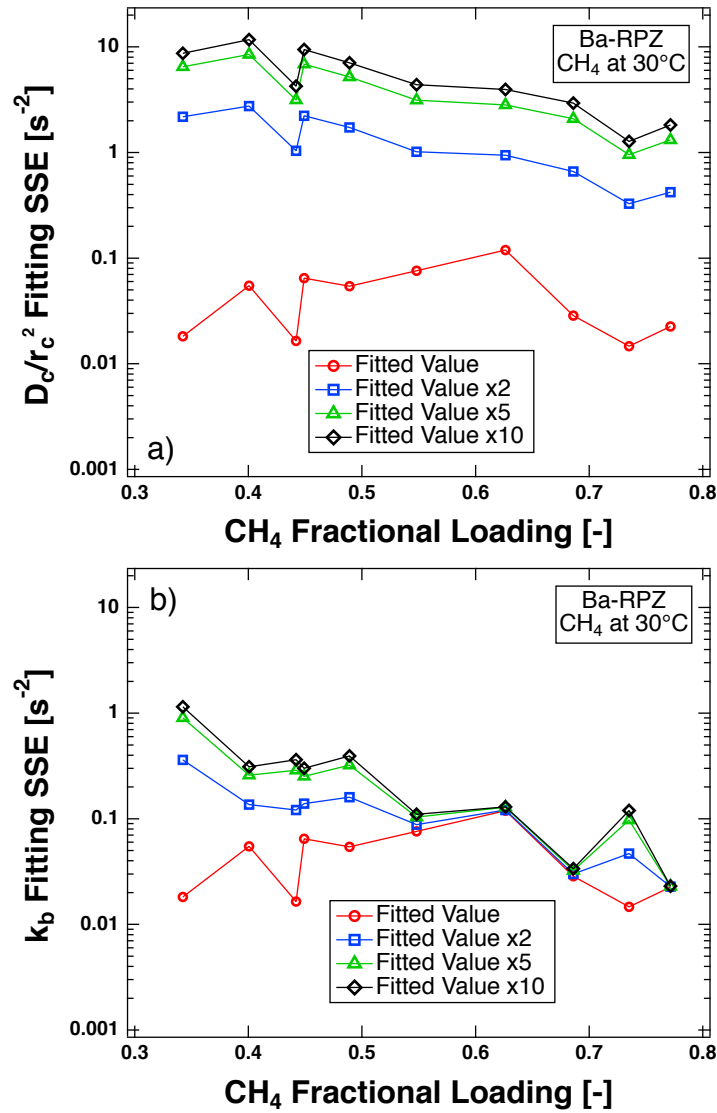 10
1
0.1
0.01
0.001
D_c/r_c^2 Fitting SSE [s^-2]
Ba-RPZ
CH4 at 30°C
Fitted Value
Fitted Value x2
Fitted Value x5
Fitted Value x10
a)
0.3 0.4 0.5 0.6 0.7 0.8
CH4 Fractional Loading [-]
b)
10
1
0.1
0.01
0.001
k_b Fitting SSE [s^-2]
Ba-RPZ
CH4 at 30°C
Fitted Value
Fitted Value x2
Fitted Value x5
Fitted Value x10
0.3 0.4 0.5 0.6 0.7 0.8
CH4 Fractional Loading [-]